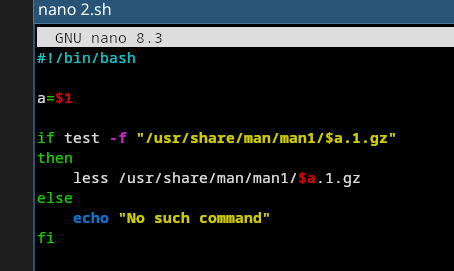 nano 2.sh
GNU nano 8.3
#!/bin/bash
a=$1
if test -f "/usr/share/man/man1/$a.1.gz"
then
    less /usr/share/man/man1/$a.1.gz
else
    echo "No such command"
fi